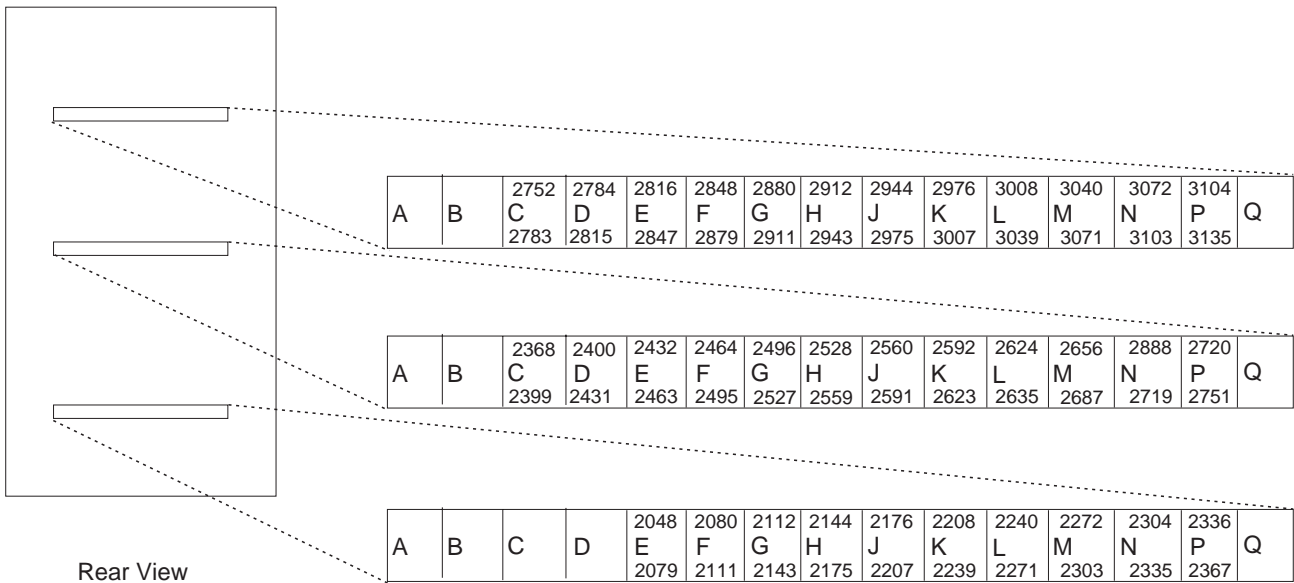 2752 2784 2816 2848 2880 2912 2944 2976 3008 3040 3072 3104
A B C D E F G H J K L M N P Q
2783 2815 2847 2879 2911 2943 2975 3007 3039 3071 3103 3135
2368 2400 2432 2464 2496 2528 2560 2592 2624 2656 2888 2720
A B C D E F G H J K L M N P Q
2399 2431 2463 2495 2527 2559 2591 2623 2635 2687 2719 2751
2048 2080 2112 2144 2176 2208 2240 2272 2304 2336
A B C D E F G H J K L M N P Q
2079 2111 2143 2175 2207 2239 2271 2303 2335 2367
Rear View